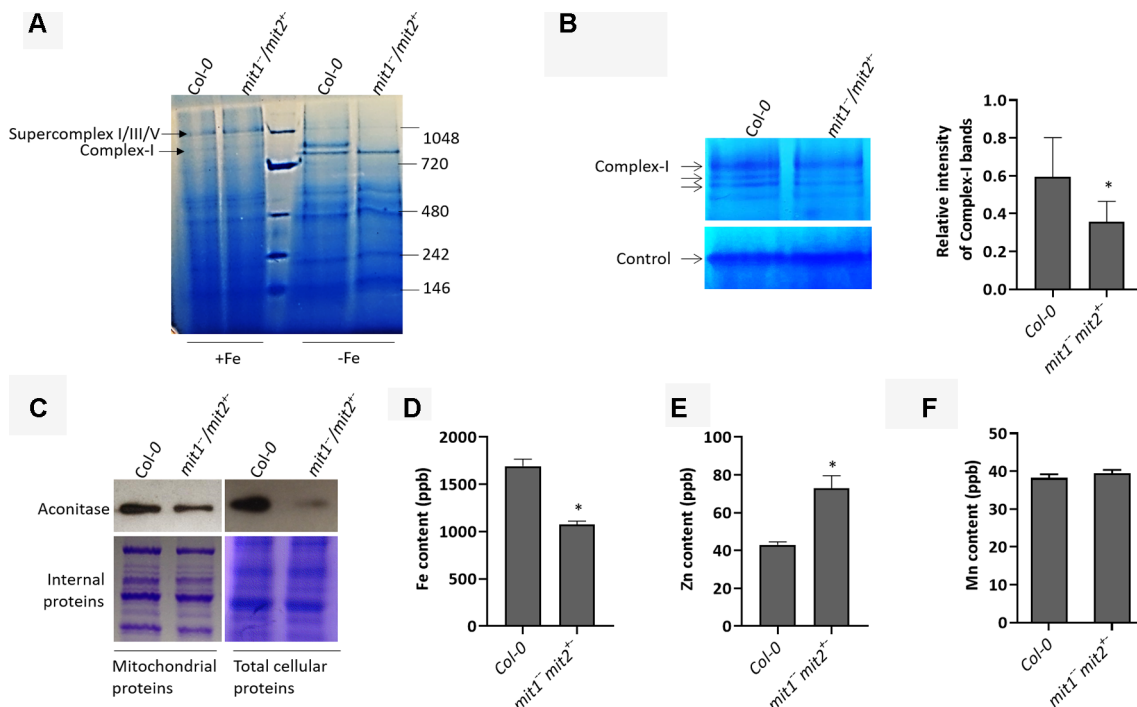 A
Col-0
mit1⁻⁻/mit2⁺⁻
Col-0
mit1⁻⁻/mit2⁺⁻
Supercomplex I/III/V
Complex-I
1048
720
480
242
146
+Fe
-Fe
B
Col-0
mit1⁻⁻/mit2⁺⁻
Complex-I
Control
Relative intensity
of Complex-I bands
1.0
0.8
0.6
0.4
0.2
0.0
*
Col-0
mit1⁻⁻mit2⁺⁻
C
Col-0
mit1⁻⁻/mit2⁺⁻
Col-0
mit1⁻⁻/mit2⁺⁻
Aconitase
Internal
proteins
Mitochondrial
proteins
Total cellular
proteins
D
Fe content (ppb)
2000
1500
1000
500
0
*
Col-0
mit1⁻⁻mit2⁺⁻
E
Zn content (ppb)
100
80
60
40
20
0
*
Col-0
mit1⁻⁻mit2⁺⁻
F
Mn content (ppb)
50
40
30
20
10
0
Col-0
mit1⁻⁻mit2⁺⁻